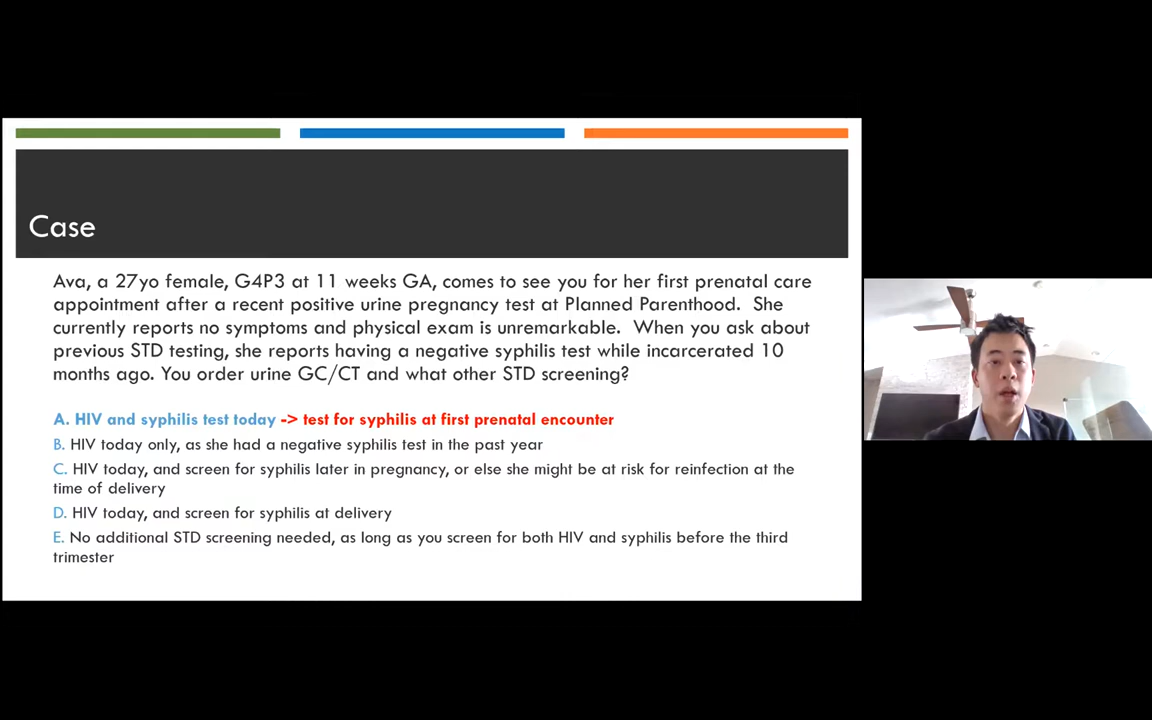 Case
Ava, a 27yo female, G4P3 at 11 weeks GA, comes to see you for her first prenatal care
appointment after a recent positive urine pregnancy test at Planned Parenthood. She
currently reports no symptoms and physical exam is unremarkable. When you ask about
previous STD testing, she reports having a negative syphilis test while incarcerated 10
months ago. You order urine GC/CT and what other STD screening?
A. HIV and syphilis test today -> test for syphilis at first prenatal encounter
B. HIV today only, as she had a negative syphilis test in the past year
C. HIV today, and screen for syphilis later in pregnancy, or else she might be at risk for reinfection at the
time of delivery
D. HIV today, and screen for syphilis at delivery
E. No additional STD screening needed, as long as you screen for both HIV and syphilis before the third
trimester